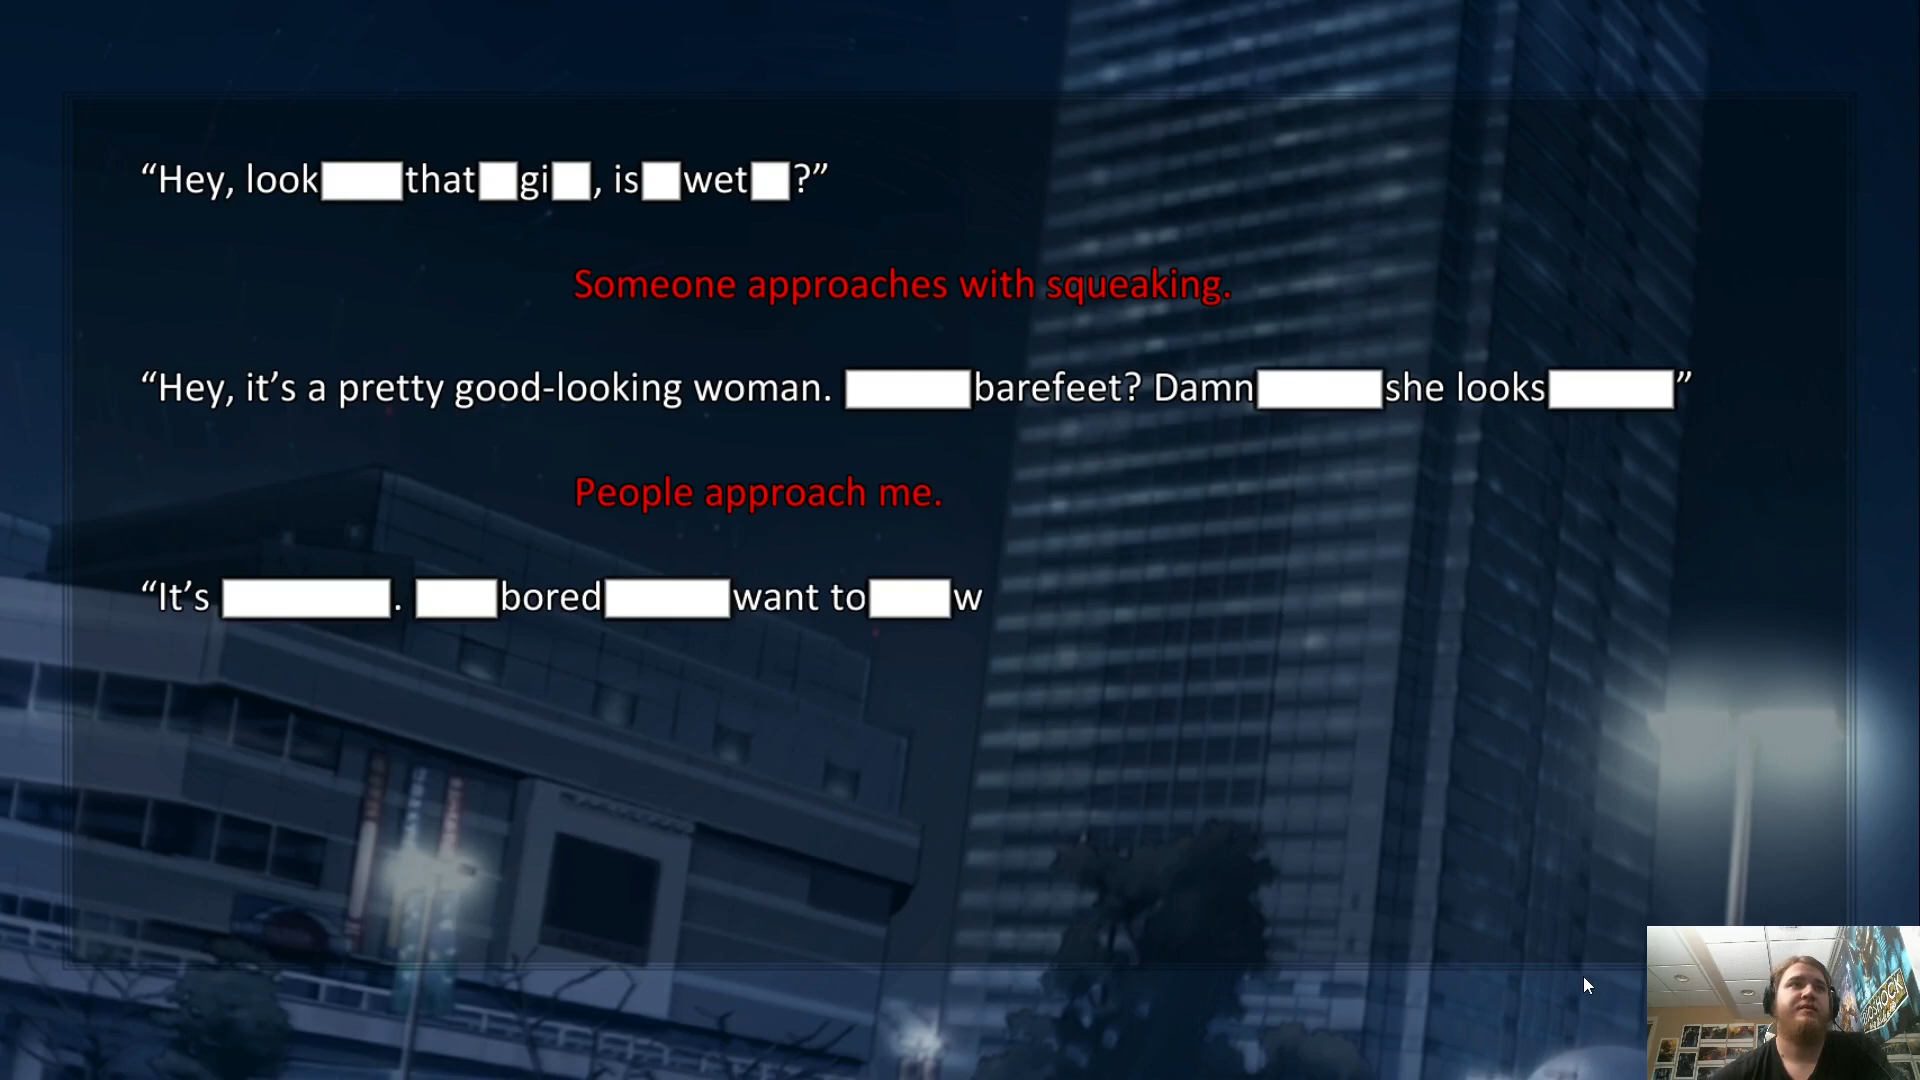 “Hey, look that gi , is wet ?”
Someone approaches with squeaking.
“Hey, it’s a pretty good-looking woman. barefeet? Damn she looks ”
People approach me.
“It’s . bored want to w
BIOSHOCK